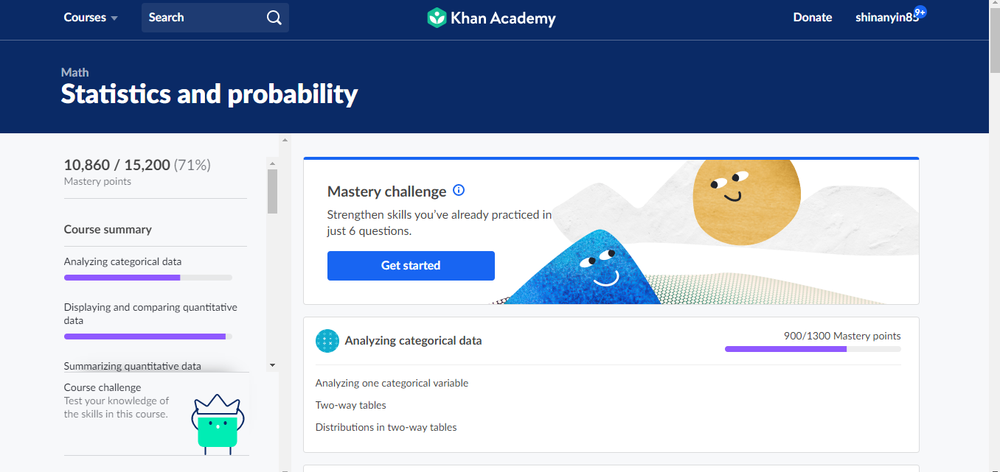 Courses
Search
Khan Academy
Donate
shinanyin85
9+
Math
Statistics and probability
10,860 / 15,200 (71%)
Mastery points
Course summary
Analyzing categorical data
Displaying and comparing quantitative
data
Summarizing quantitative data
Course challenge
Test your knowledge of
the skills in this course.
Mastery challenge
Strengthen skills you’ve already practiced in
just 6 questions.
Get started
Analyzing categorical data
900/1300 Mastery points
Analyzing one categorical variable
Two-way tables
Distributions in two-way tables